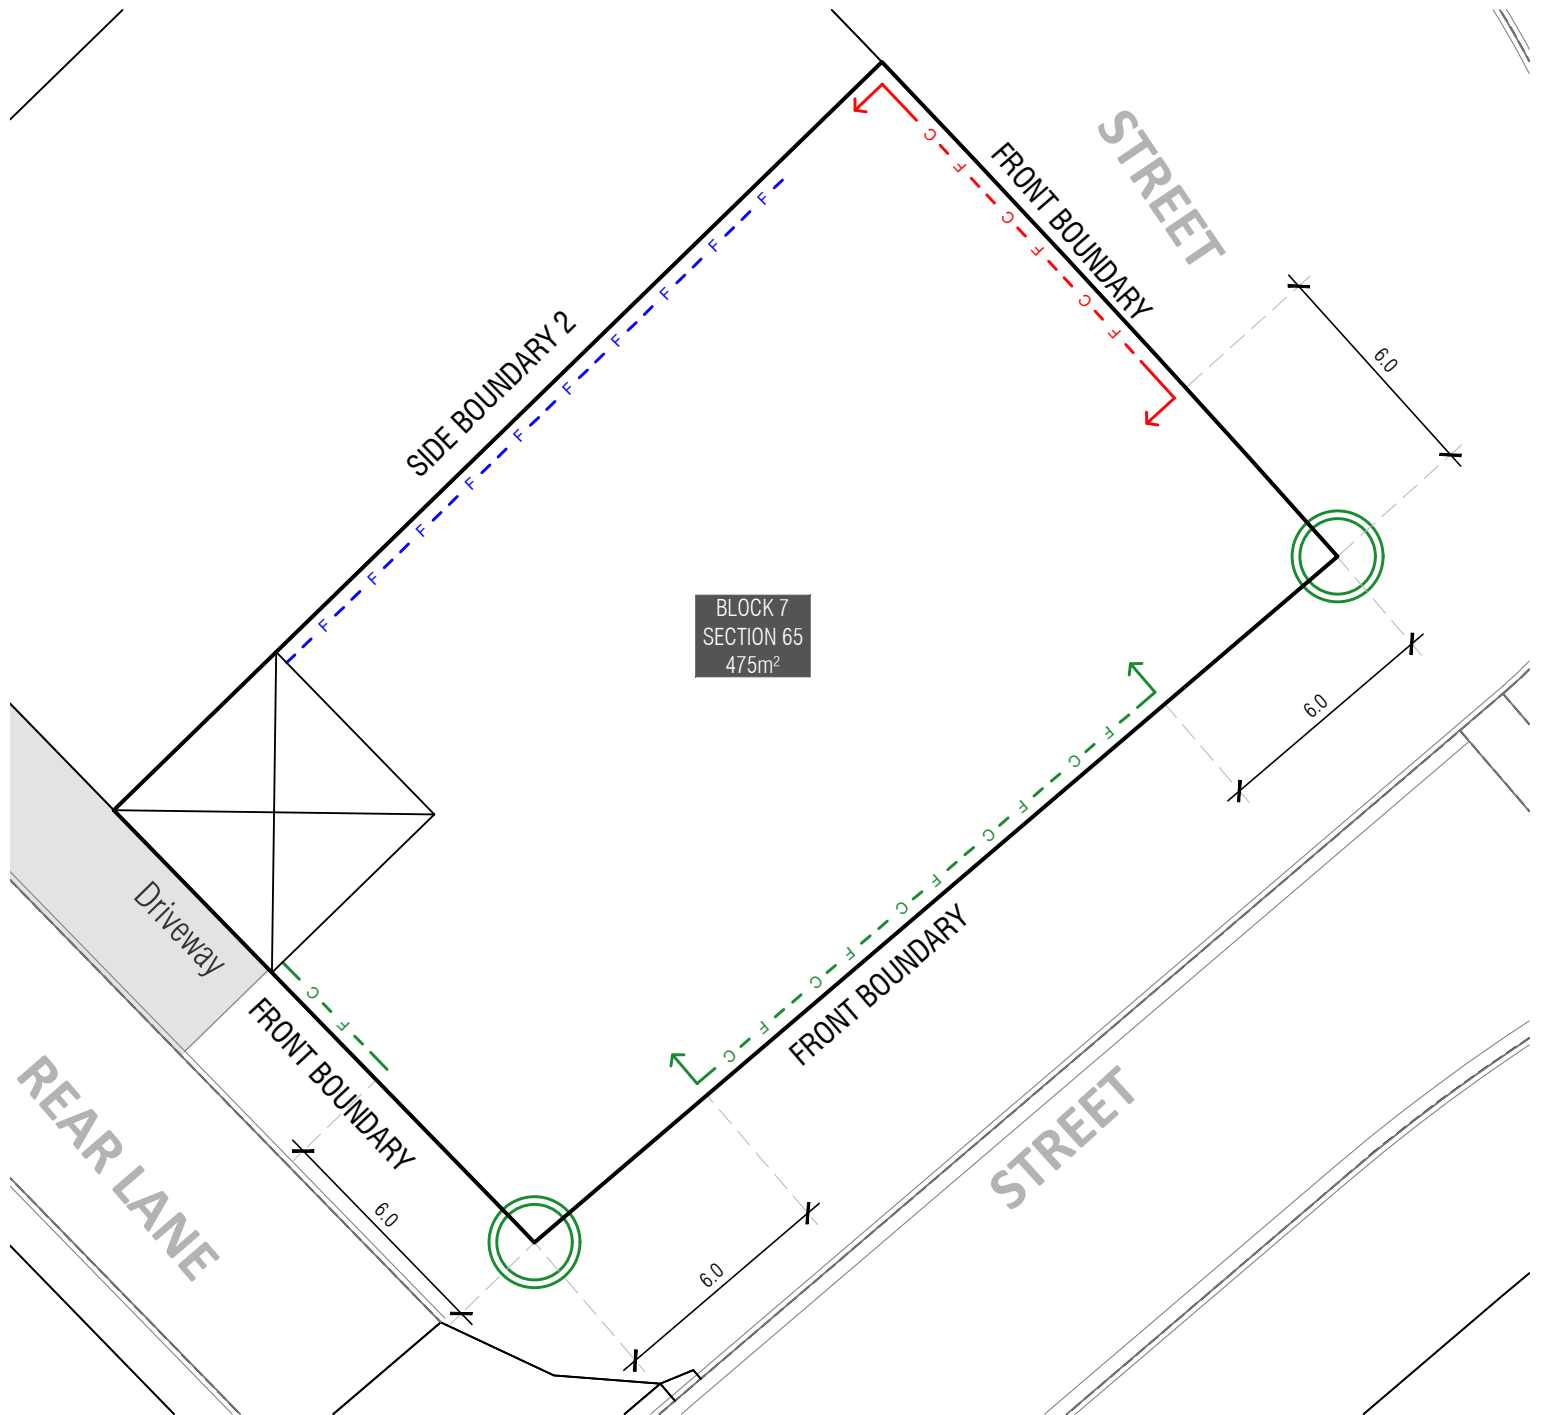 STREET
FRONT BOUNDARY
C
F
C
F
C
F
F
F
F
F
F
F
F
F
F
F
SIDE BOUNDARY 2
6.0
BLOCK 7
SECTION 65
475m²
6.0
F
C
F
C
F
C
F
C
F
C
FRONT BOUNDARY
Driveway
C
F
FRONT BOUNDARY
REAR LANE
6.0
6.0
STREET